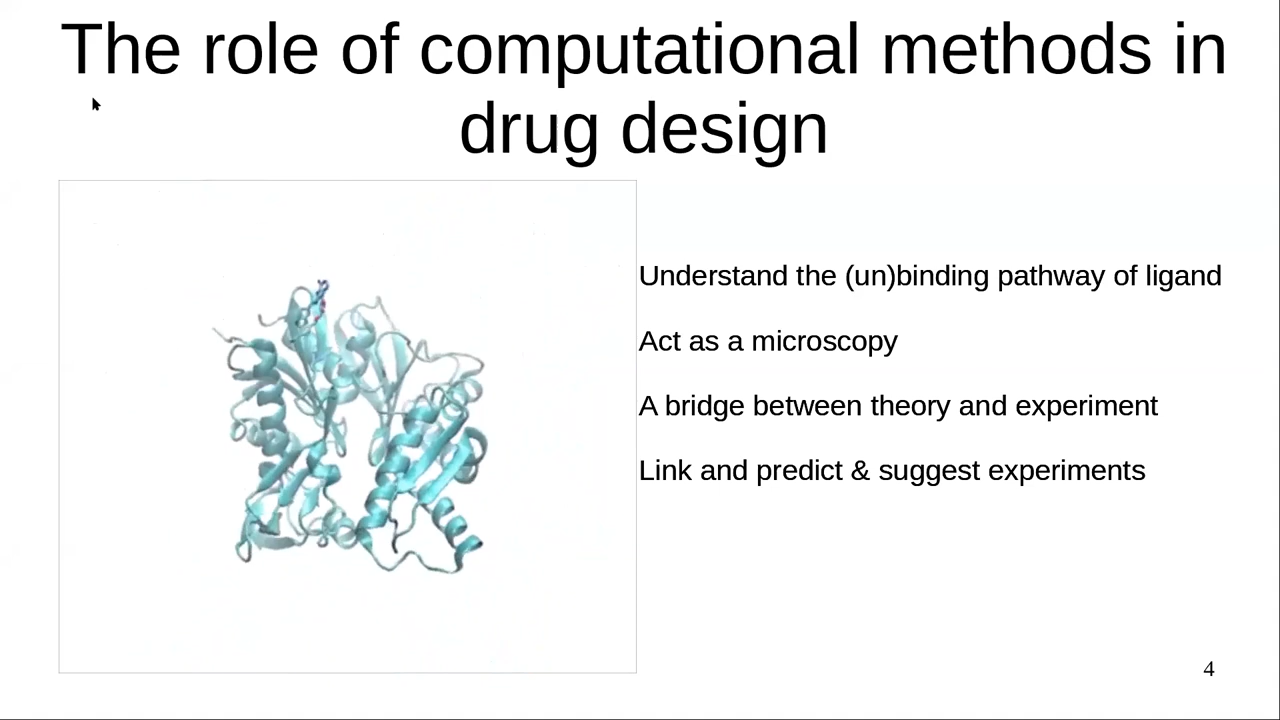 The role of computational methods in
drug design
Understand the (un)binding pathway of ligand
Act as a microscopy
A bridge between theory and experiment
Link and predict & suggest experiments
4